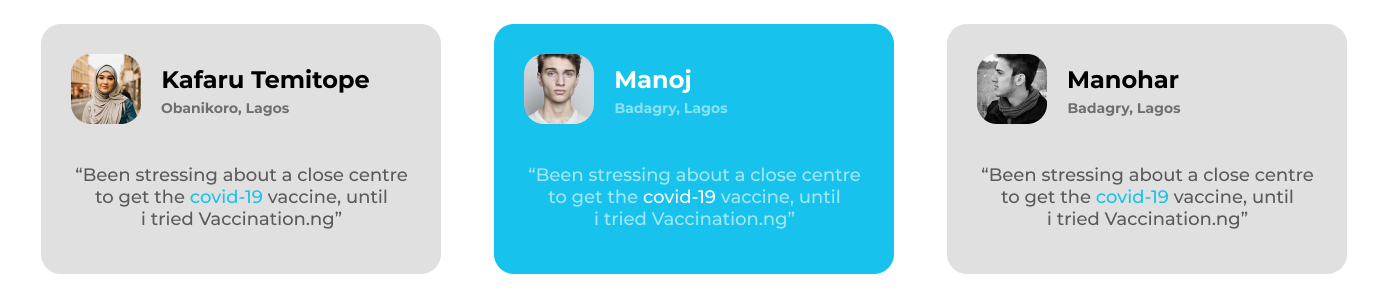 Kafaru Temitope
Obanikoro, Lagos
“Been stressing about a close centre
to get the covid-19 vaccine, until
i tried Vaccination.ng”
Manoj
Badagry, Lagos
“Been stressing about a close centre
to get the covid-19 vaccine, until
i tried Vaccination.ng”
Manohar
Badagry, Lagos
“Been stressing about a close centre
to get the covid-19 vaccine, until
i tried Vaccination.ng”